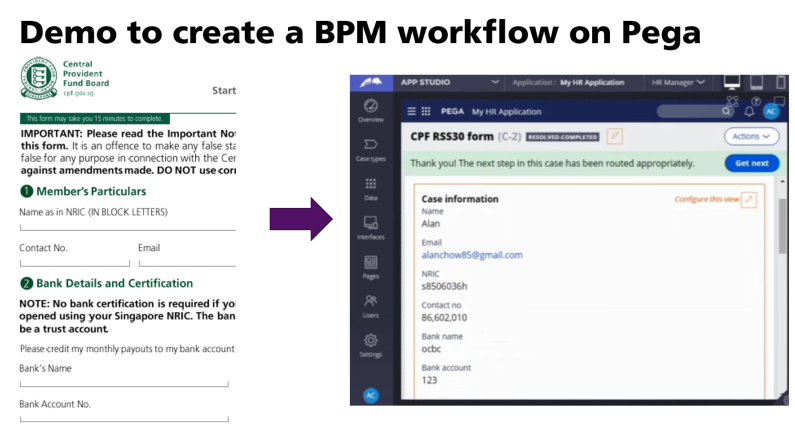 Demo to create a BPM workflow on Pega
Central
Provident
Fund Board
cpf.gov.sg
Start
This form may take you 15 minutes to complete.
IMPORTANT: Please read the Important No
this form. It is an offence to make any false sta
false for any purpose in connection with the Cer
against amendments made. DO NOT use corr
1 Member's Particulars
Name as in NRIC (IN BLOCK LETTERS)
Contact No. Email
2 Bank Details and Certification
NOTE: No bank certification is required if yo
opened using your Singapore NRIC. The ban
be a trust account.
Please credit my monthly payouts to my bank account
Bank's Name
Bank Account No.
APP STUDIO Application: My HR Application HR Manager
Overview
Case types
Data
Interfaces
Pages
Users
Settings
AC
PEGA My HR Application AC
CPF RSS30 form (C-2) RESOLVED-COMPLETED Actions
Thank you! The next step in this case has been routed appropriately. Get next
Case information Configure this view
Name
Alan
Email
alanchow85@gmail.com
NRIC
s8506036h
Contact no
86,602,010
Bank name
ocbc
Bank account
123